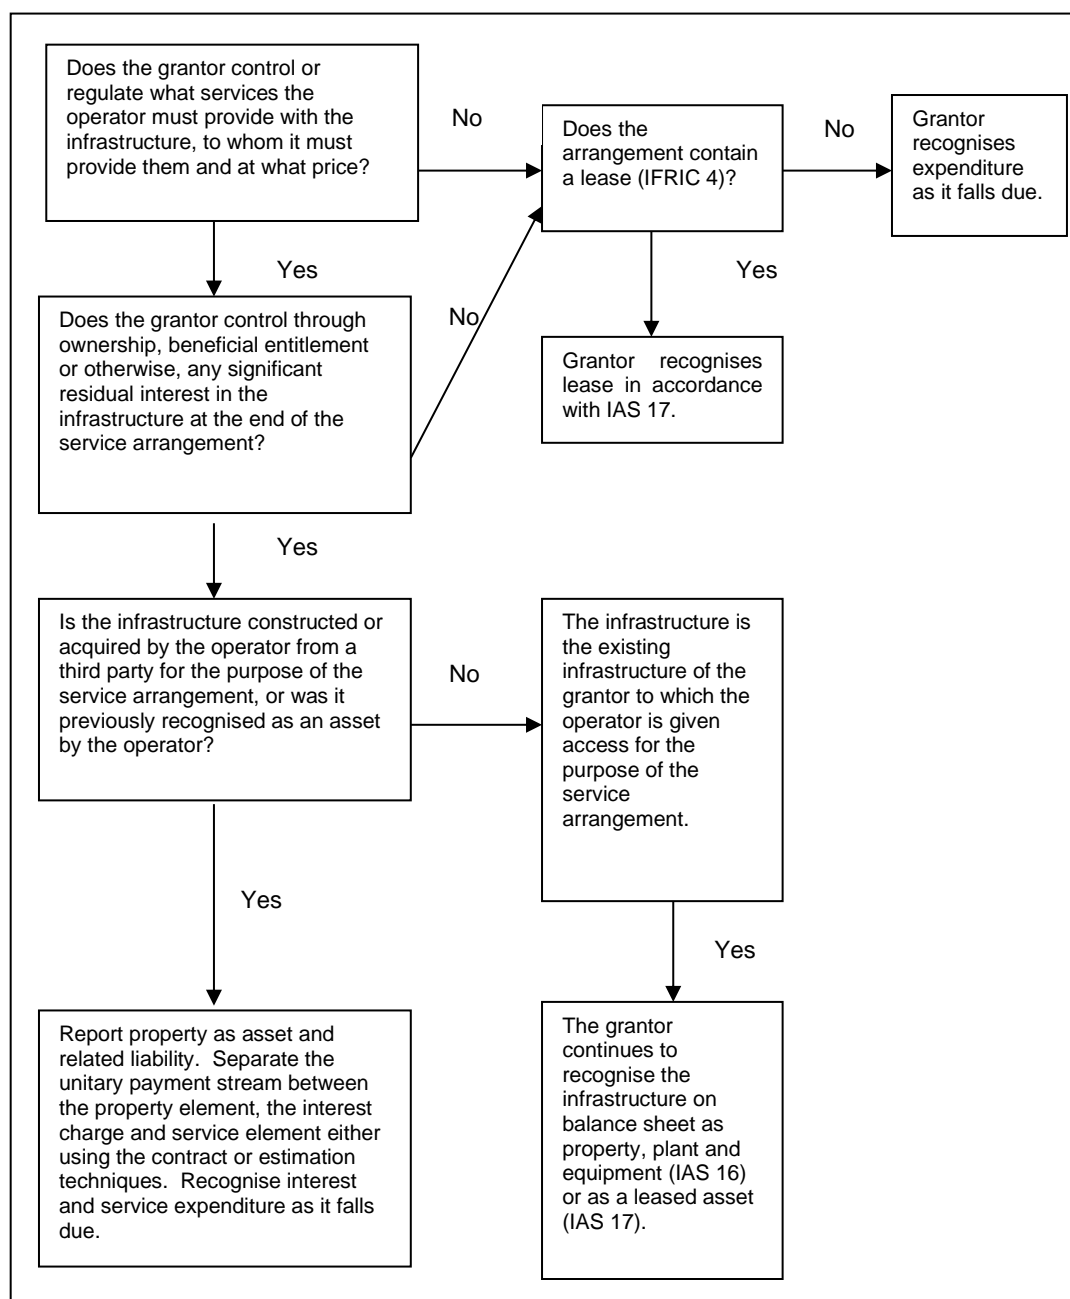 Does the grantor control or
regulate what services the
operator must provide with the
infrastructure, to whom it must
provide them and at what price?
No
Does the
arrangement contain
a lease (IFRIC 4)?
No
Grantor
recognises
expenditure
as it falls due.
Yes
Yes
Does the grantor control through
ownership, beneficial entitlement
or otherwise, any significant
residual interest in the
infrastructure at the end of the
service arrangement?
No
Grantor recognises
lease in accordance
with IAS 17.
Yes
Is the infrastructure constructed or
acquired by the operator from a
third party for the purpose of the
service arrangement, or was it
previously recognised as an asset
by the operator?
No
The infrastructure is
the existing
infrastructure of the
grantor to which the
operator is given
access for the
purpose of the
service
arrangement.
Yes
Yes
Report property as asset and
related liability.  Separate the
unitary payment stream between
the property element, the interest
charge and service element either
using the contract or estimation
techniques.  Recognise interest
and service expenditure as it falls
due.
The grantor
continues to
recognise the
infrastructure on
balance sheet as
property, plant and
equipment (IAS 16)
or as a leased asset
(IAS 17).